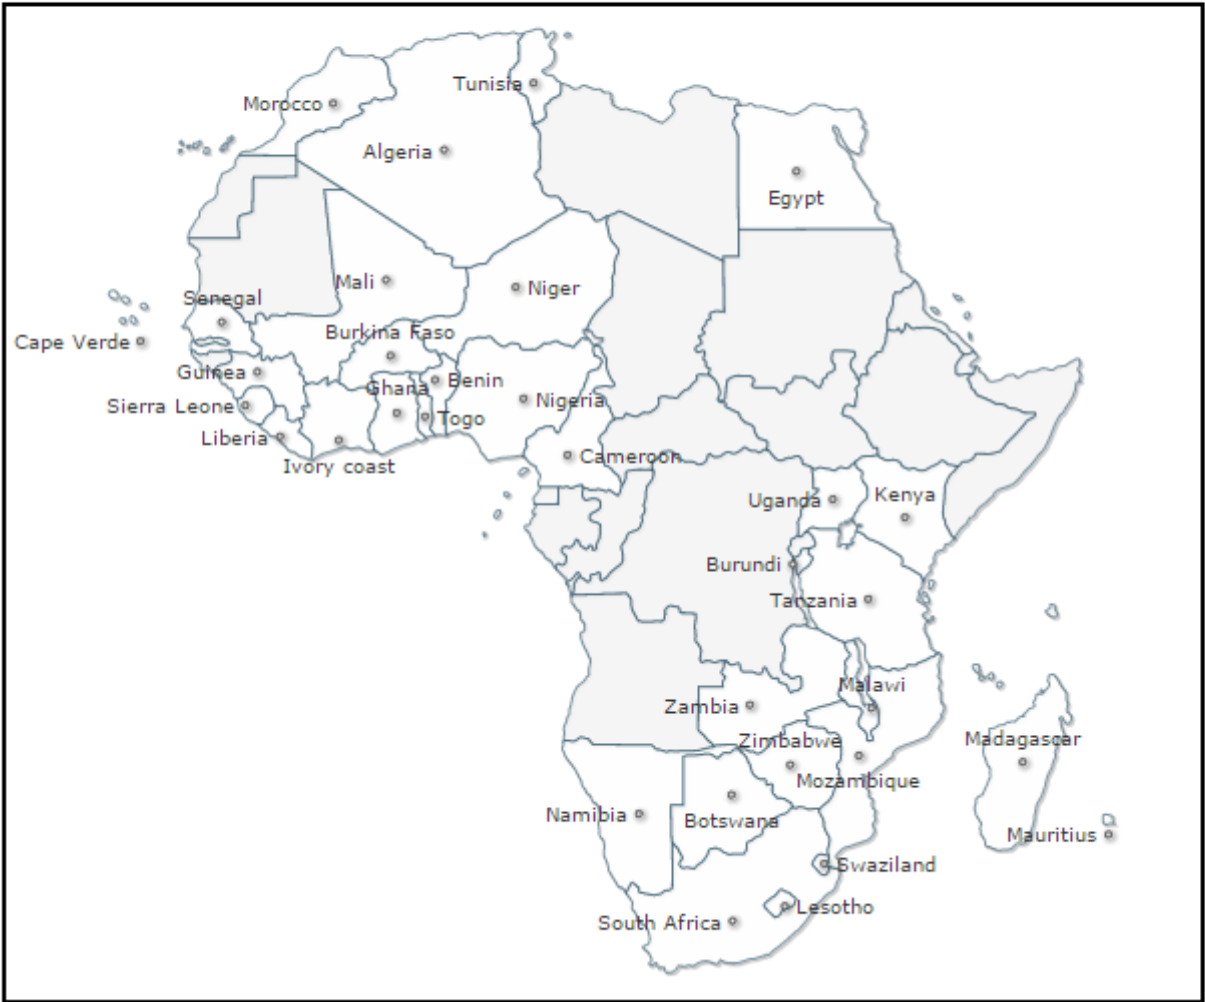 Tunisia
Morocco
Algeria
Egypt
Mali
Niger
Senegal
Burkina Faso
Cape Verde
Guinea
Benin
Ghana
Nigeria
Sierra Leone
Togo
Liberia
Cameroon
Ivory coast
Uganda
Kenya
Burundi
Tanzania
Malawi
Zambia
Zimbabwe
Madagascar
Mozambique
Namibia
Botswana
Mauritius
Swaziland
Lesotho
South Africa